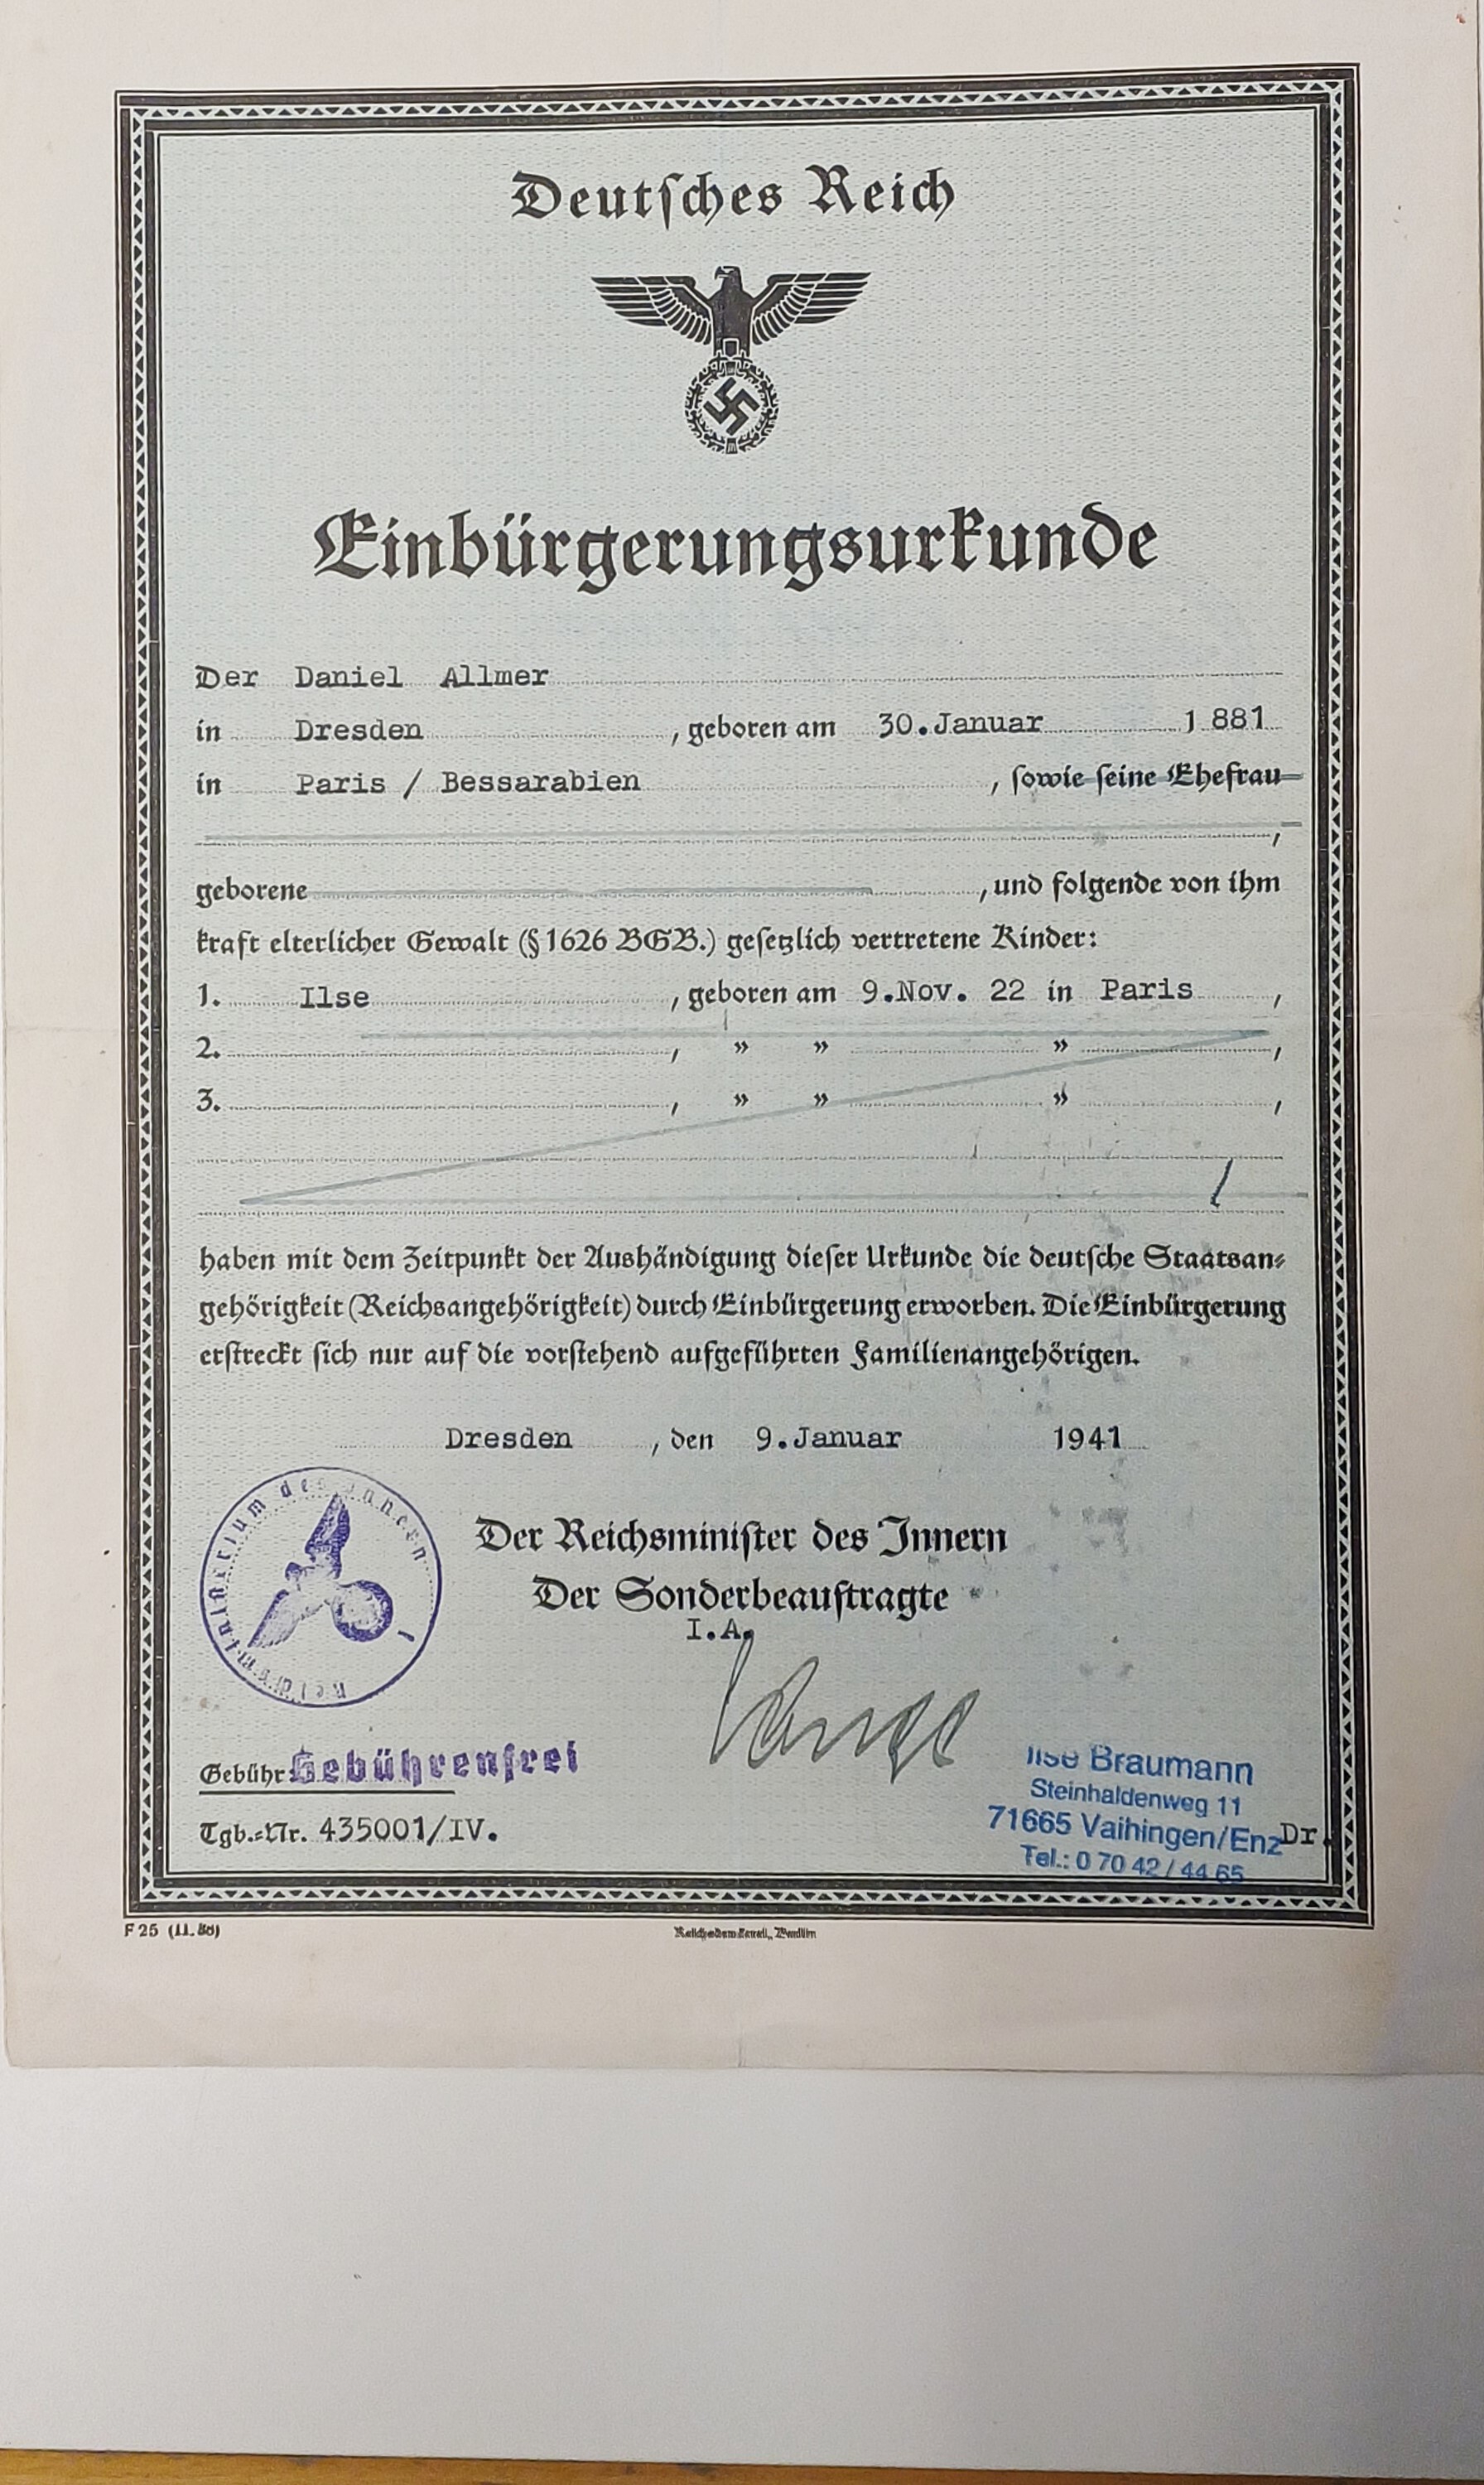 Deutsches Reich
Einbürgerungsurkunde
Der Daniel Allmer
in Dresden, geboren am 30.Januar 1881
in Paris / Bessarabien, sowie seine Ehefrau
,
geborene , und folgende von ihm
kraft elterlicher Gewalt (§ 1626 BGB.) gesetzlich vertretene Kinder:
1. Ilse, geboren am 9.Nov. 22 in Paris,
2. , » » » ,
3. , » » » ,
haben mit dem Zeitpunkt der Aushändigung dieser Urkunde die deutsche Staatsan-
gehörigkeit (Reichsangehörigkeit) durch Einbürgerung erworben. Die Einbürgerung
erstreckt sich nur auf die vorstehend aufgeführten Familienangehörigen.
Dresden, den 9.Januar 1941
Reichsministerium des Innern
Der Reichsminister des Innern
Der Sonderbeauftragte
I.A.
Gebühr: Gebührenfrei
Tgb.-Nr. 435001/IV.
Ilse Braumann
Steinhaldenweg 11
71665 Vaihingen/Enz
Tel.: 0 70 42 / 44 65
Dr.
F 25
Reichsdruckerei, Berlin